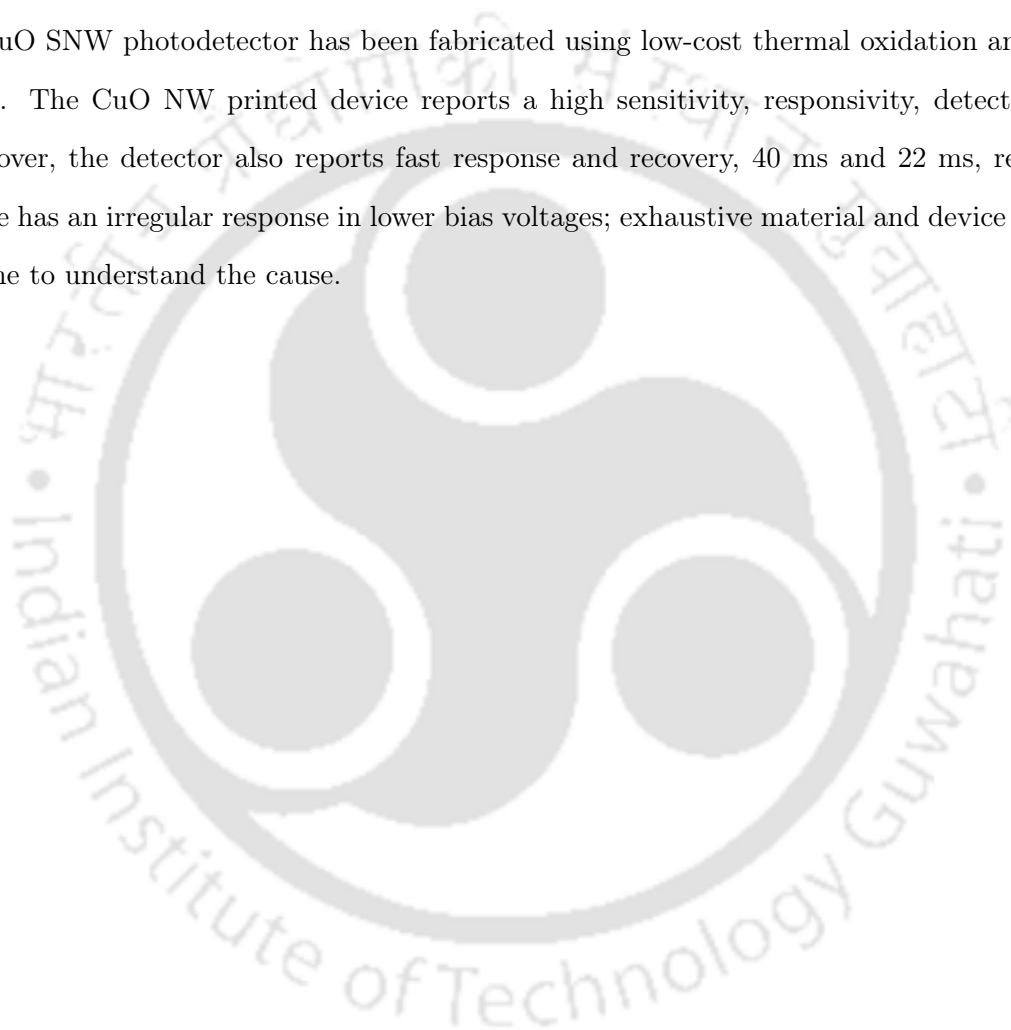 uO SNW photodetector has been fabricated using low-cost thermal oxidation
. The CuO NW printed device reports a high sensitivity, responsivity,
over, the detector also reports fast response and recovery, 40 ms and 22 ms,
e has an irregular response in lower bias voltages; exhaustive material and device
ne to understand the cause.
Indian Institute of Technology Guwahati